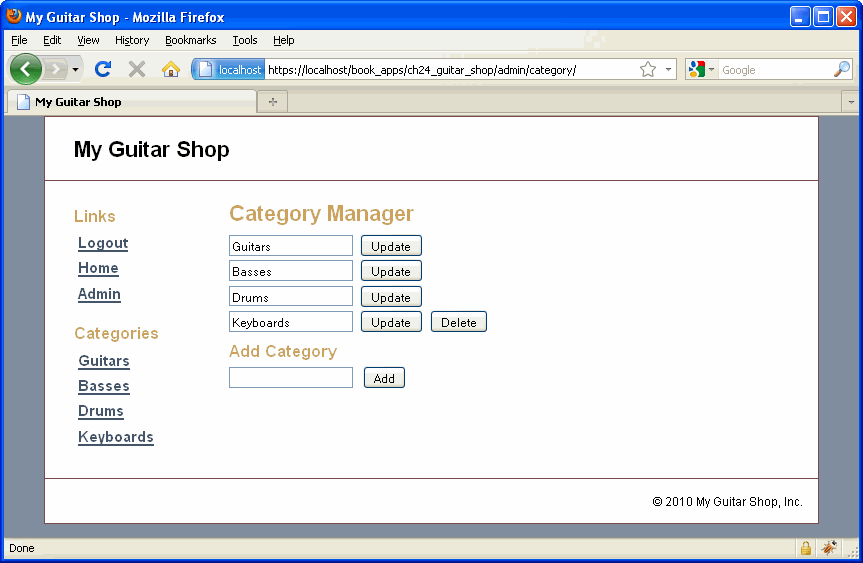 My Guitar Shop - Mozilla Firefox
File Edit View History Bookmarks Tools Help
localhost https://localhost/book_apps/ch24_guitar_shop/admin/category/ Google
My Guitar Shop
My Guitar Shop
Links
Logout
Home
Admin
Categories
Guitars
Basses
Drums
Keyboards
Category Manager
Guitars Update
Basses Update
Drums Update
Keyboards Update Delete
Add Category
Add
© 2010 My Guitar Shop, Inc.
Done